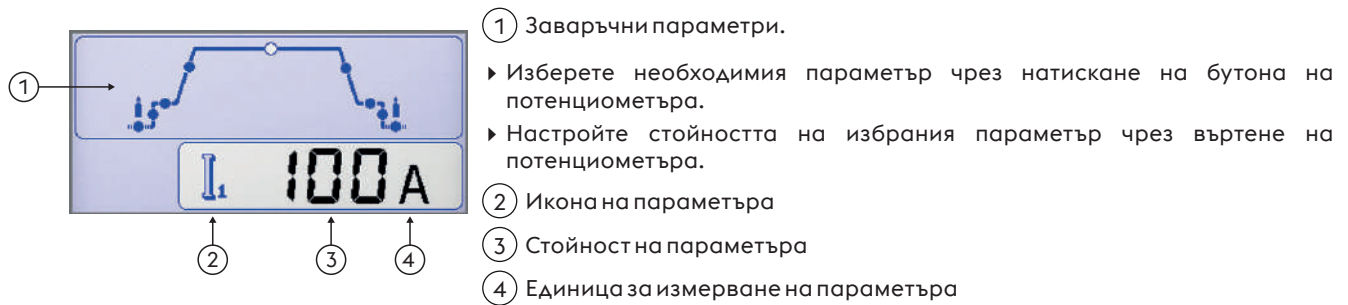 1 Заваръчни параметри.
Изберете необходимия параметър чрез натискане на бутона на
потенциометъра.
Настройте стойността на избрания параметър чрез въртене на
потенциометъра.
2 Икона на параметъра
3 Стойност на параметъра
4 Единица за измерване на параметъра
1
I1 100 A
2 3 4